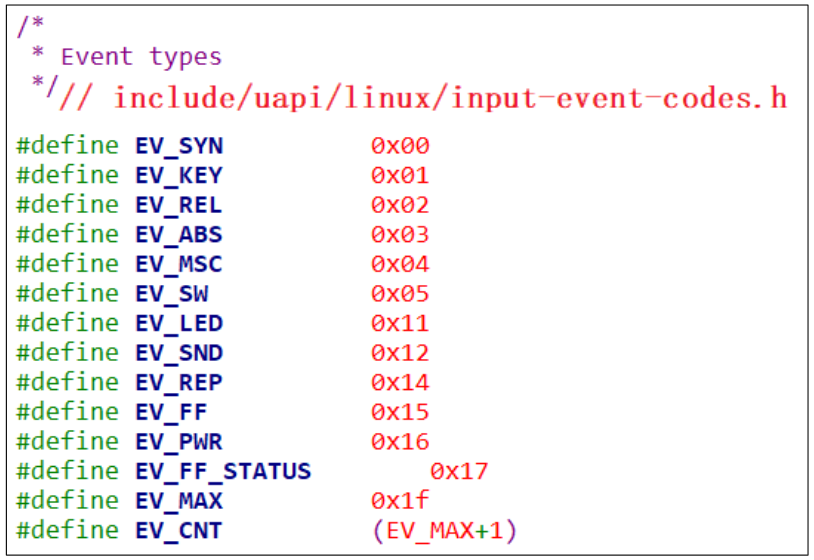 /*
 * Event types
 */// include/uapi/linux/input-event-codes.h
#define EV_SYN 0x00
#define EV_KEY 0x01
#define EV_REL 0x02
#define EV_ABS 0x03
#define EV_MSC 0x04
#define EV_SW 0x05
#define EV_LED 0x11
#define EV_SND 0x12
#define EV_REP 0x14
#define EV_FF 0x15
#define EV_PWR 0x16
#define EV_FF_STATUS 0x17
#define EV_MAX 0x1f
#define EV_CNT (EV_MAX+1)